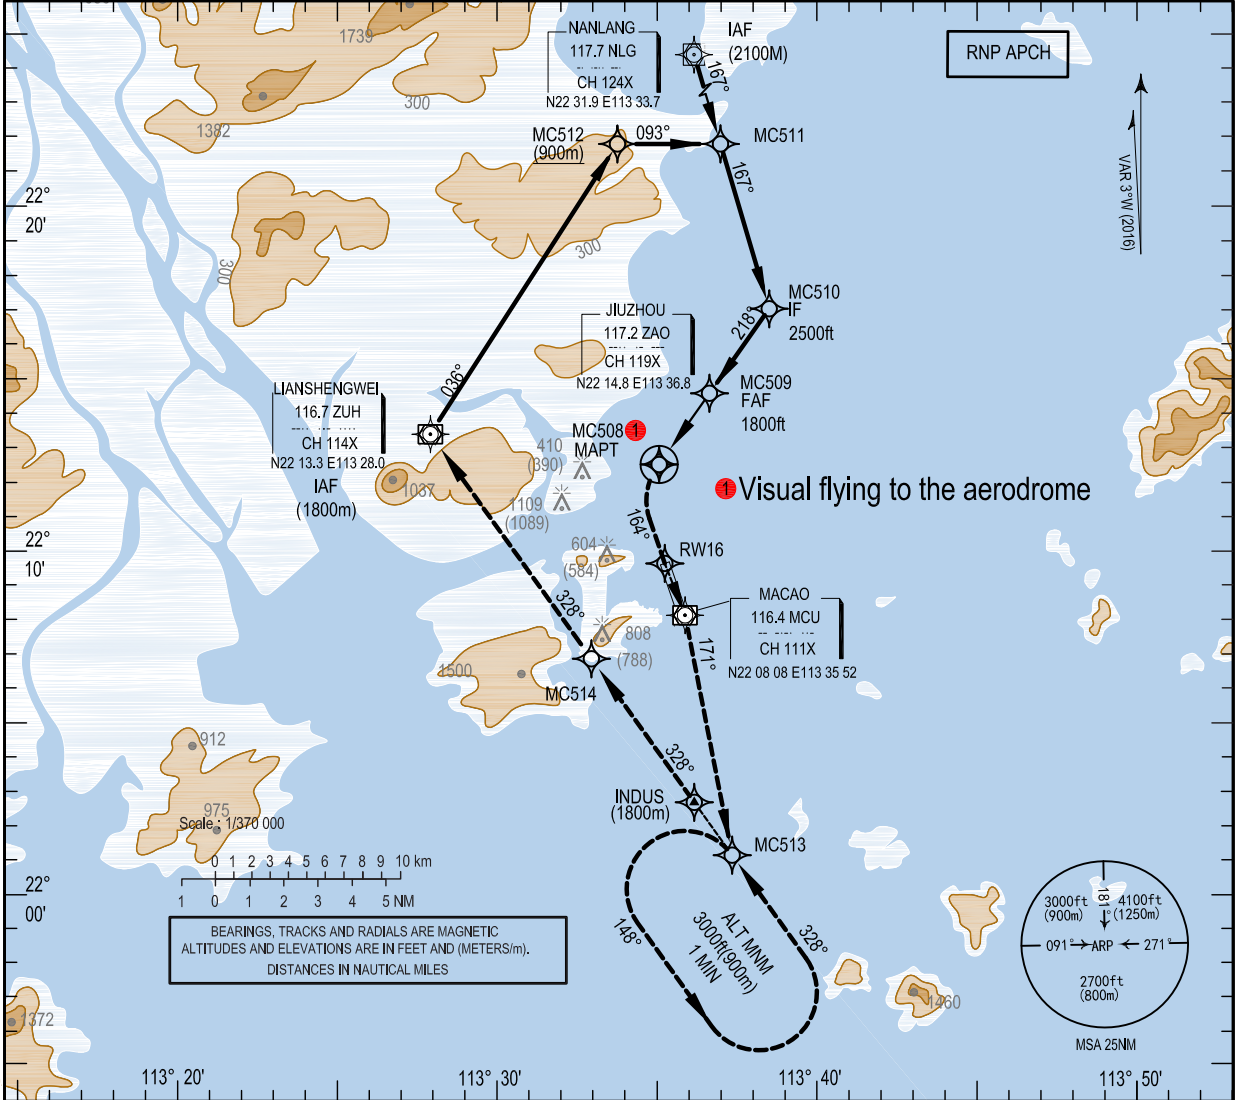 1739
NANLANG
117.7 NLG
CH 124X
N22 31.9 E113 33.7
IAF
(2100M)
RNP APCH
167°
300
1382
MC512
(900m)
093°
MC511
167°
VAR 3°W (2016)
22°
20'
300
300
MC510
IF
2500ft
JIUZHOU
117.2 ZAO
CH 119X
N22 14.8 E113 36.8
218°
036°
MC509
FAF
1800ft
LIANSHENGWEI
116.7 ZUH
CH 114X
N22 13.3 E113 28.0
IAF
(1800m)
MC508
MAPT
1
410
(390)
1037
1109
(1089)
1 Visual flying to the aerodrome
164°
22°
10'
604
(584)
RW16
328°
808
(788)
MACAO
116.4 MCU
CH 111X
N22 08 08 E113 35 52
171°
1500
MC514
912
328°
INDUS
(1800m)
975
Scale : 1/370 000
MC513
0 1 2 3 4 5 6 7 8 9 10 km
1 0 1 2 3 4 5 NM
22°
00'
BEARINGS, TRACKS AND RADIALS ARE MAGNETIC
ALTITUDES AND ELEVATIONS ARE IN FEET AND (METERS/m).
DISTANCES IN NAUTICAL MILES
148°
ALT MNM
3000ft(900m)
1 MIN
328°
3000ft
(900m)
181°
4100ft
(1250m)
091° ARP 271°
2700ft
(800m)
MSA 25NM
1460
1372
113° 20'
113° 30'
113° 40'
113° 50'